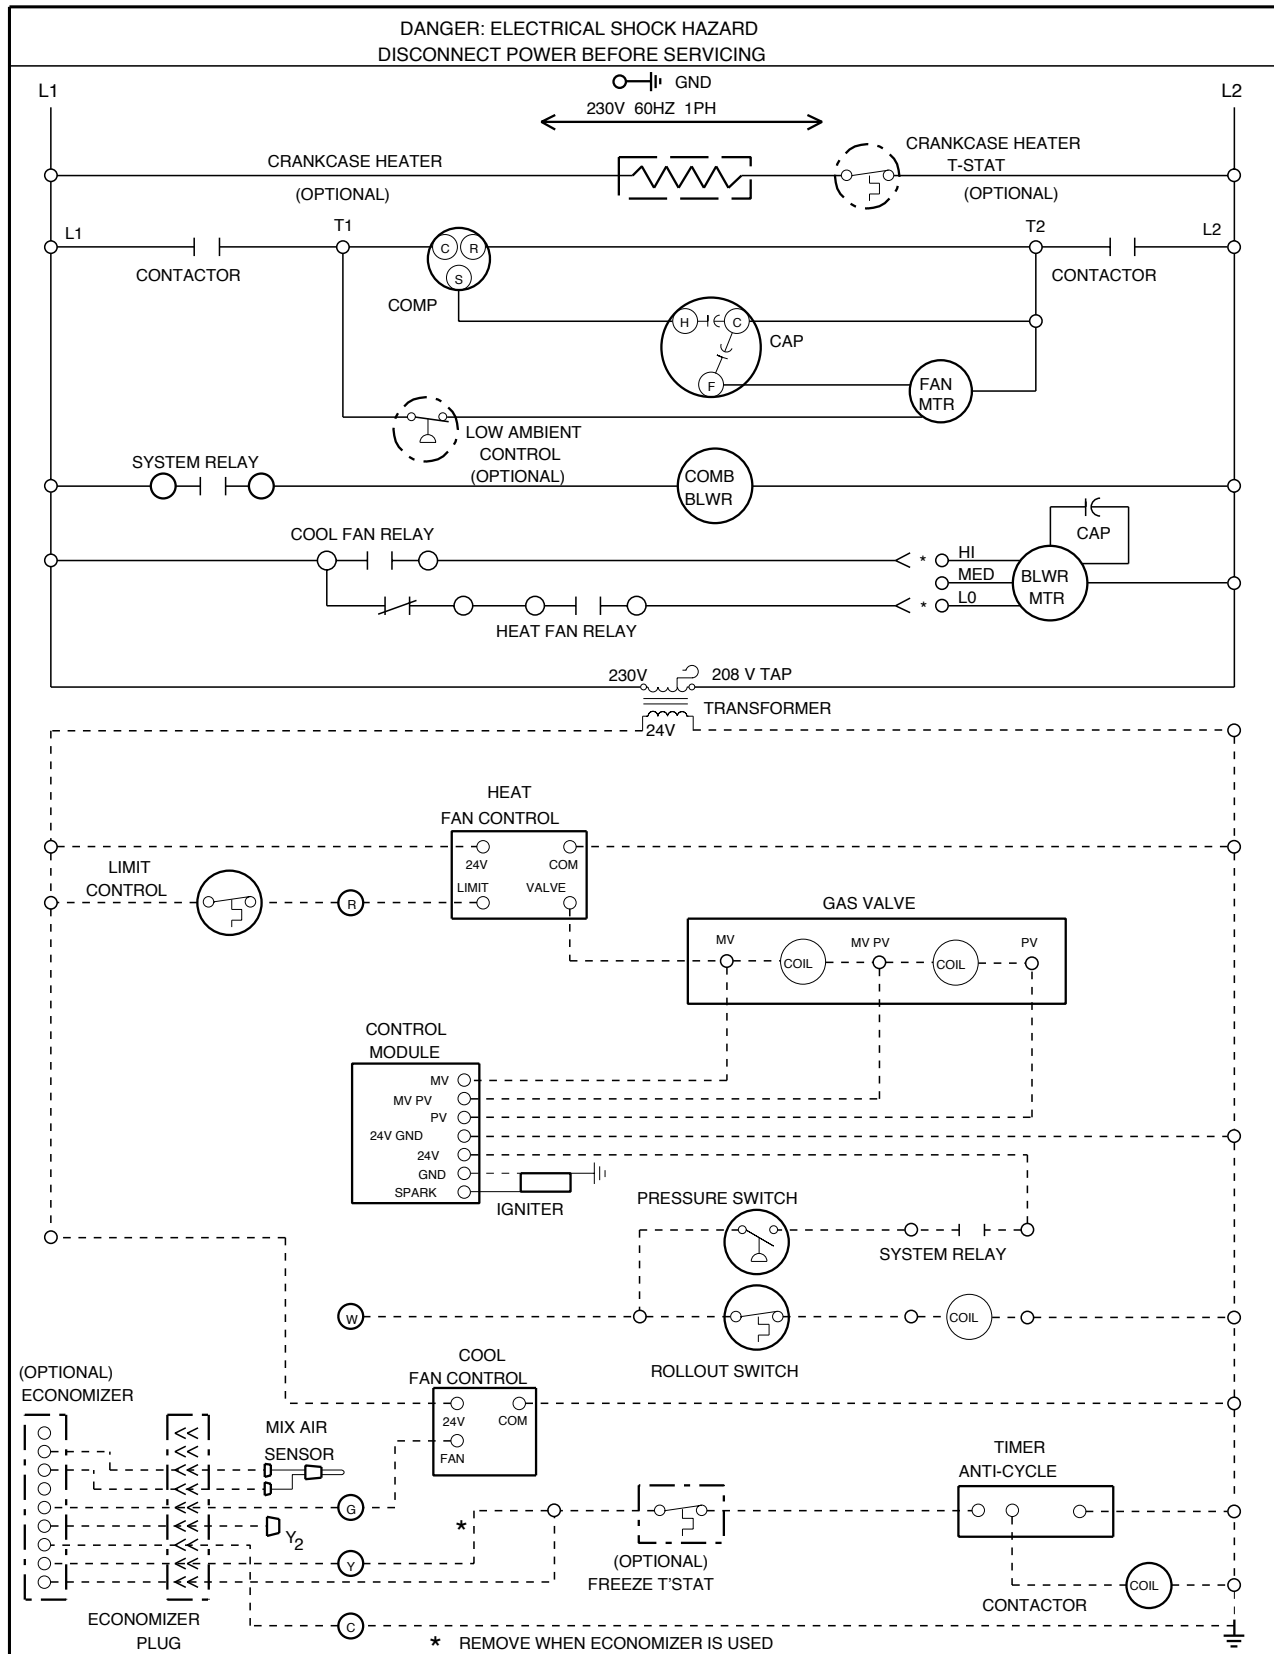 DANGER: ELECTRICAL SHOCK HAZARD
DISCONNECT POWER BEFORE SERVICING
GND
L1
L2
230V 60HZ 1PH
CRANKCASE HEATER
(OPTIONAL)
CRANKCASE HEATER
T-STAT
(OPTIONAL)
L1
T1
T2
L2
CONTACTOR
C
R
S
COMP
CONTACTOR
H
C
F
CAP
FAN
MTR
LOW AMBIENT
CONTROL
(OPTIONAL)
SYSTEM RELAY
COMB
BLWR
COOL FAN RELAY
CAP
* HI
MED
* L0
BLWR
MTR
HEAT FAN RELAY
230V
208 V TAP
TRANSFORMER
24V
HEAT
FAN CONTROL
24V
COM
LIMIT
VALVE
LIMIT
CONTROL
R
GAS VALVE
MV
COIL
MV PV
COIL
PV
CONTROL
MODULE
MV
MV PV
PV
24V GND
24V
GND
SPARK
IGNITER
PRESSURE SWITCH
SYSTEM RELAY
W
COIL
ROLLOUT SWITCH
COOL
FAN CONTROL
24V
COM
FAN
(OPTIONAL)
ECONOMIZER
MIX AIR
SENSOR
TIMER
ANTI-CYCLE
G
*
Y2
Y
(OPTIONAL)
FREEZE T'STAT
COIL
CONTACTOR
ECONOMIZER
PLUG
C
* REMOVE WHEN ECONOMIZER IS USED